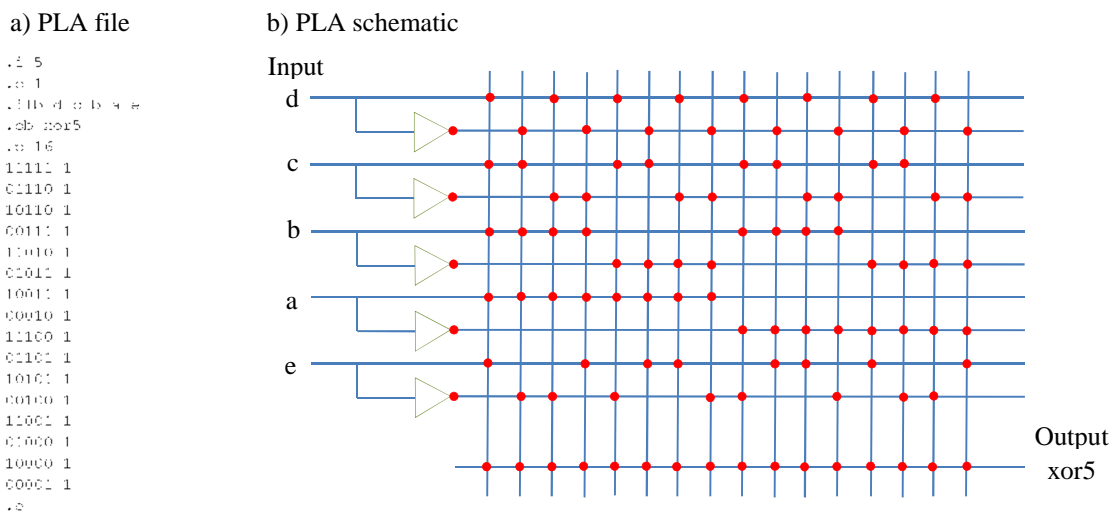 a) PLA file
b) PLA schematic
.i 5
.o 1
.ilb d c b a e
.ob xor5
.p 16
11111 1
01110 1
10110 1
00111 1
11010 1
01011 1
10011 1
00010 1
11100 1
01101 1
10101 1
00100 1
11001 1
01000 1
10000 1
00001 1
.e
Input
d
c
b
a
e
Output
xor5